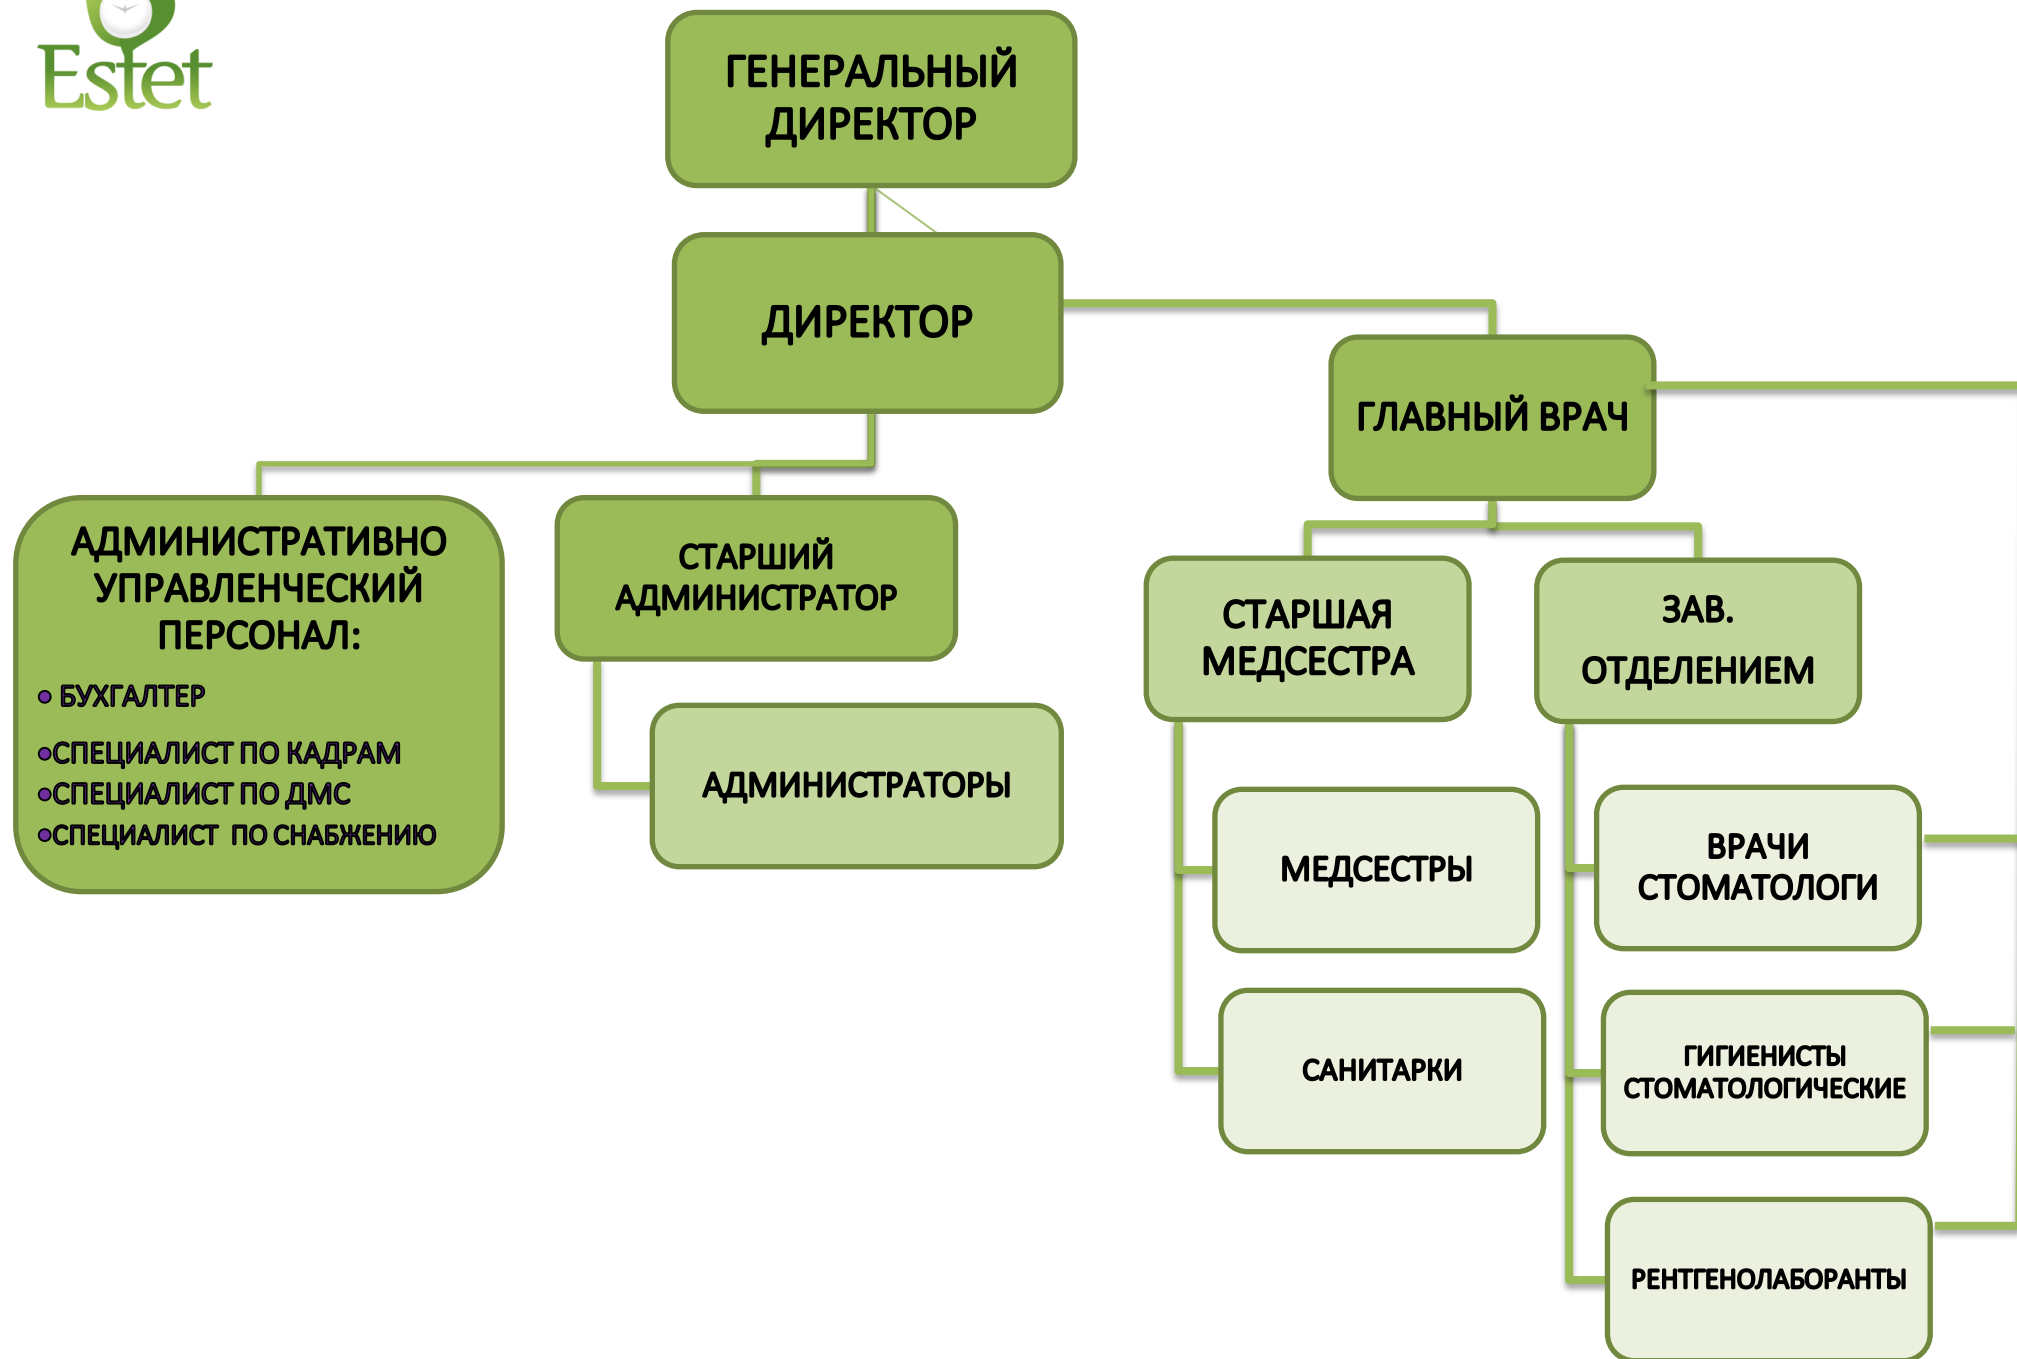 Estet
ГЕНЕРАЛЬНЫЙ
ДИРЕКТОР
ДИРЕКТОР
ГЛАВНЫЙ ВРАЧ
АДМИНИСТРАТИВНО
УПРАВЛЕНЧЕСКИЙ
ПЕРСОНАЛ:
• БУХГАЛТЕР
•СПЕЦИАЛИСТ ПО КАДРАМ
•СПЕЦИАЛИСТ ПО ДМС
•СПЕЦИАЛИСТ ПО СНАБЖЕНИЮ
СТАРШИЙ
АДМИНИСТРАТОР
АДМИНИСТРАТОРЫ
СТАРШАЯ
МЕДСЕСТРА
МЕДСЕСТРЫ
САНИТАРКИ
ЗАВ.
ОТДЕЛЕНИЕМ
ВРАЧИ
СТОМАТОЛОГИ
ГИГИЕНИСТЫ
СТОМАТОЛОГИЧЕСКИЕ
РЕНТГЕНОЛАБОРАНТЫ